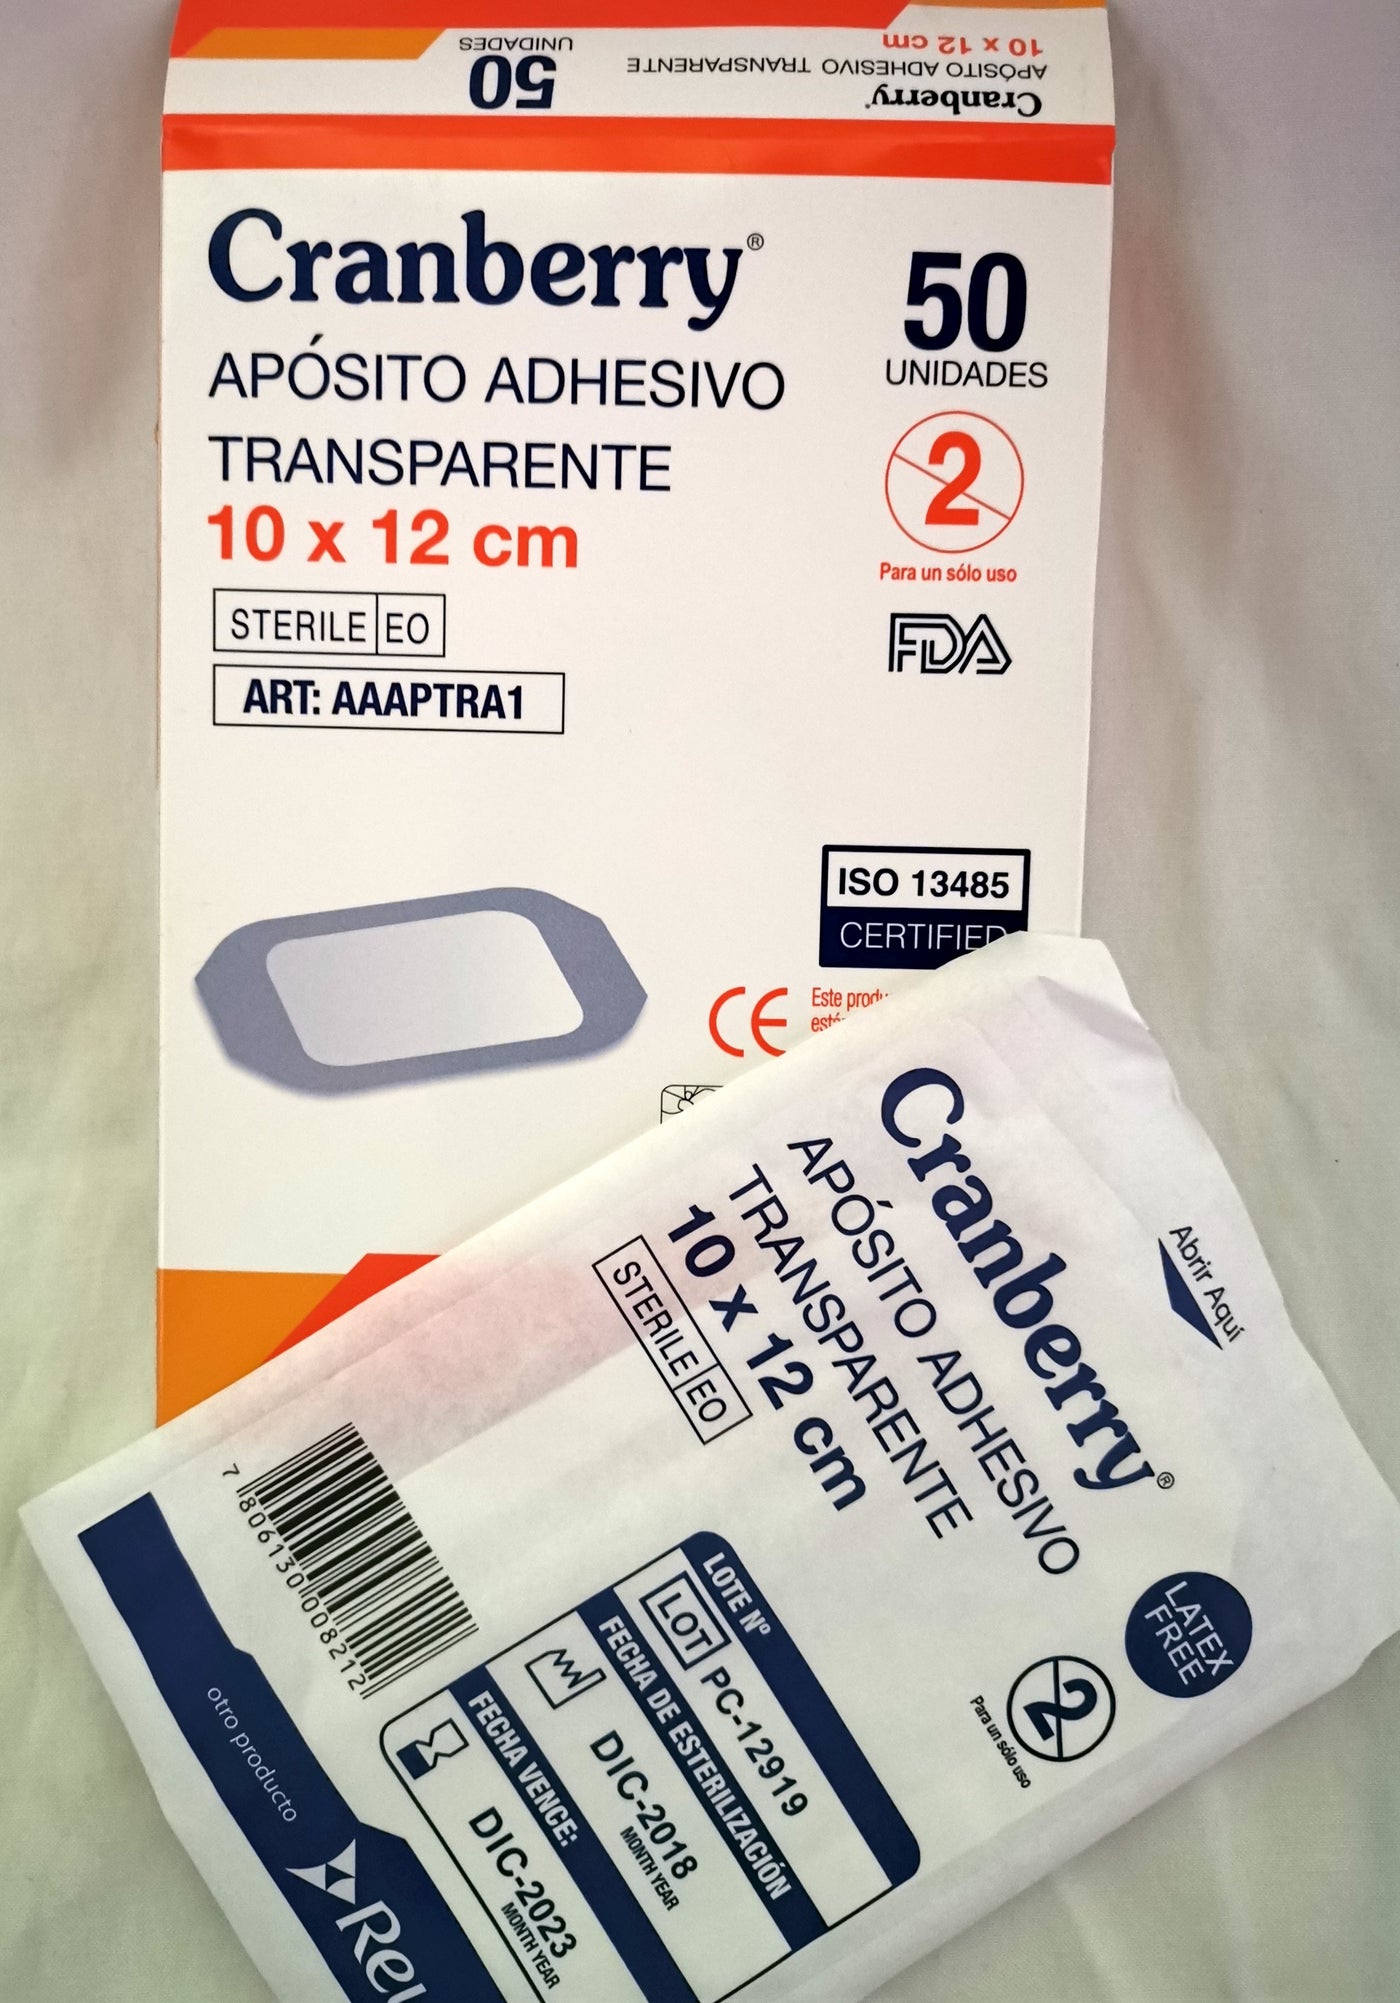 50
UNIDADES
Cranberry®
APÓSITO ADHESIVO TRANSPARENTE
10 x 12 cm
Cranberry®
APÓSITO ADHESIVO
TRANSPARENTE
10 x 12 cm
STERILE EO
ART: AAAPTRA1
50
UNIDADES
2
Para un sólo uso
FDA
ISO 13485
CERTIFIED
CE
Este
Cranberry®
APÓSITO ADHESIVO
TRANSPARENTE
10 x 12 cm
STERILE EO
Abrir Aquí
LATEX
FREE
2
Para un sólo uso
LOTE Nº
LOT PC-12919
FECHA DE ESTERILIZACIÓN
DIC-2018
MONTH YEAR
FECHA VENCE:
DIC-2023
MONTH YEAR
7 806130 008212
otro producto